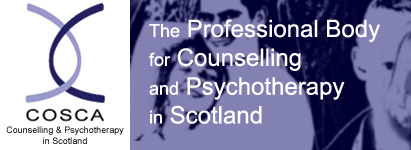 COSCA
Counselling & Psychotherapy
in Scotland
The Professional Body
for Counselling
and Psychotherapy
in Scotland